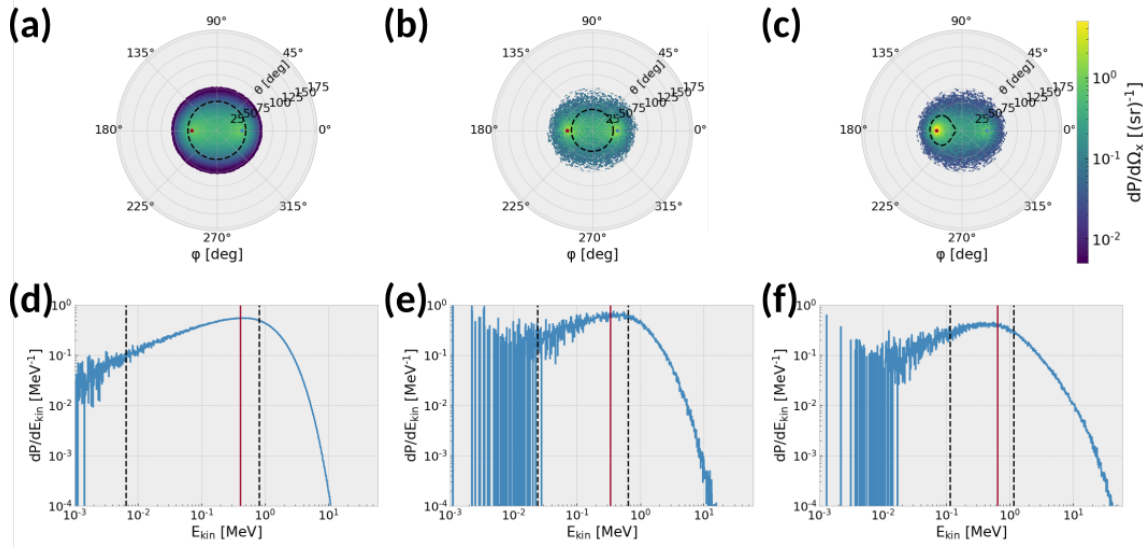 (a)
90°
135°
45°
θ [deg]
25 50 75 100 125 150 175
180°
0°
225°
315°
270°
φ [deg]
(b)
90°
135°
45°
θ [deg]
25 50 75 100 125 150 175
180°
0°
225°
315°
270°
φ [deg]
(c)
90°
135°
45°
θ [deg]
25 50 75 100 125 150 175
180°
0°
225°
315°
270°
φ [deg]
10⁰
10⁻¹
10⁻²
dP/dΩₓ [(sr)⁻¹]
(d)
dP/dEₖᵢₙ [MeV⁻¹]
10⁰
10⁻¹
10⁻²
10⁻³
10⁻⁴
10⁻³ 10⁻² 10⁻¹ 10⁰ 10¹
Eₖᵢₙ [MeV]
(e)
dP/dEₖᵢₙ [MeV⁻¹]
10⁰
10⁻¹
10⁻²
10⁻³
10⁻⁴
10⁻³ 10⁻² 10⁻¹ 10⁰ 10¹
Eₖᵢₙ [MeV]
(f)
dP/dEₖᵢₙ [MeV⁻¹]
10⁰
10⁻¹
10⁻²
10⁻³
10⁻⁴
10⁻³ 10⁻² 10⁻¹ 10⁰ 10¹
Eₖᵢₙ [MeV]